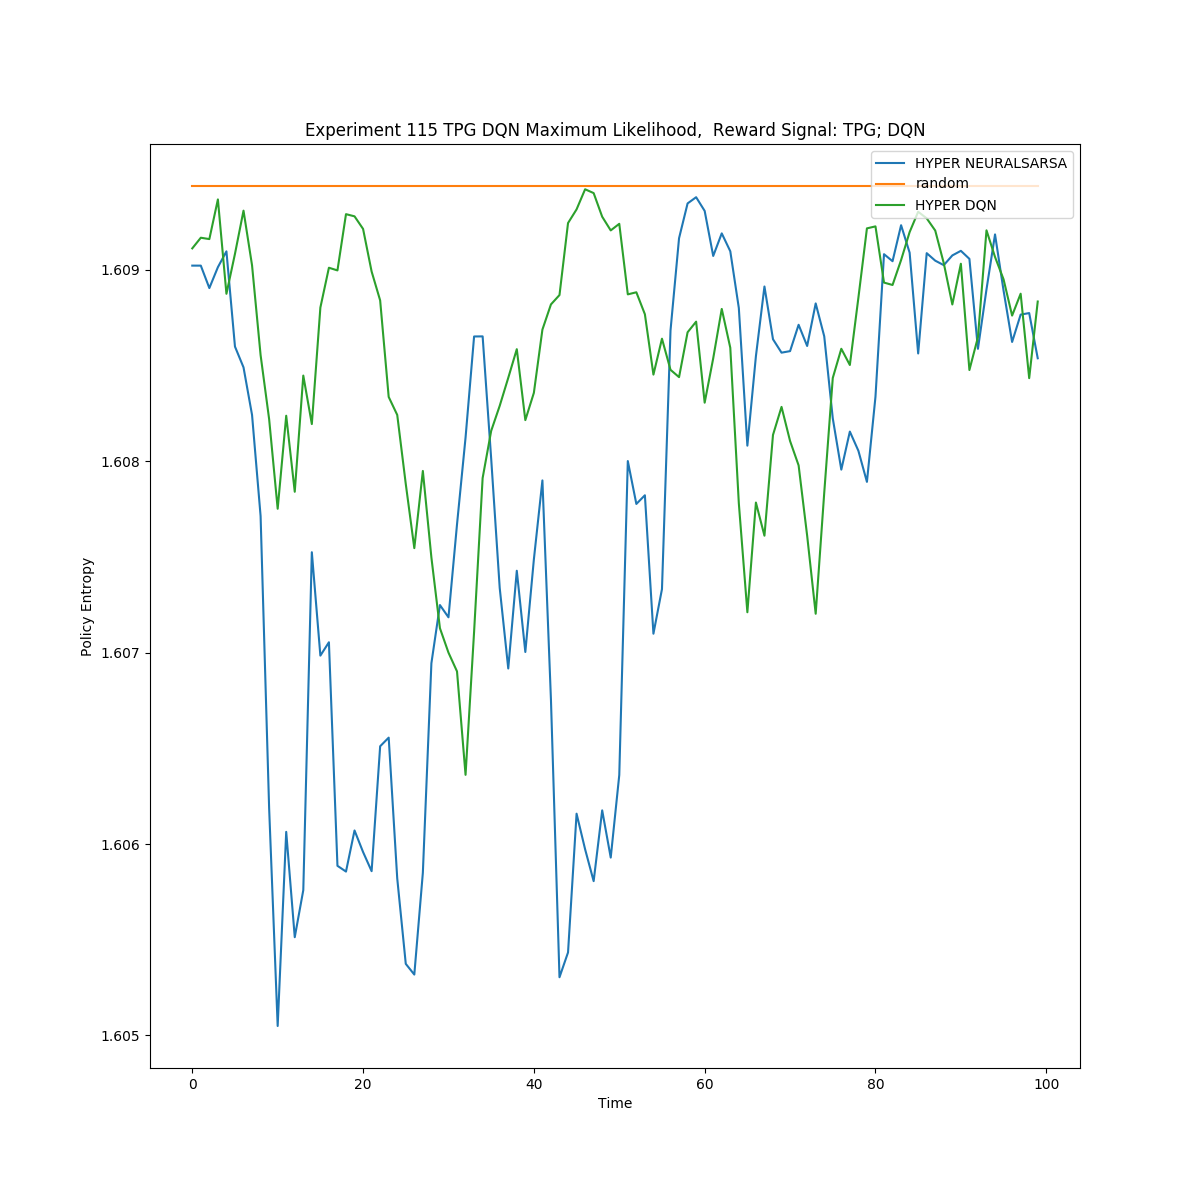 Experiment 115 TPG DQN Maximum Likelihood,  Reward Signal: TPG; DQN
HYPER NEURALSARSA
random
HYPER DQN
1.609
1.608
1.607
1.606
1.605
Policy Entropy
0 20 40 60 80 100
Time